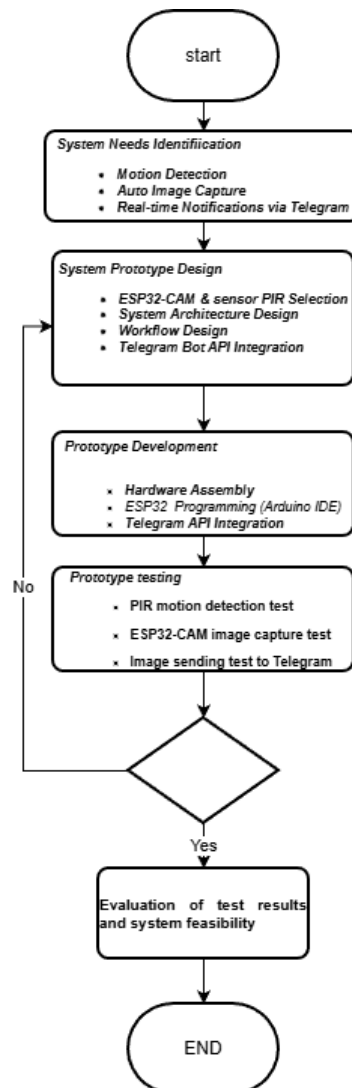 start
System Needs Identifiication
• Motion Detection
• Auto Image Capture
• Real-time Notifications via Telegram
System Prototype Design
• ESP32-CAM & sensor PIR Selection
• System Architecture Design
• Workflow Design
• Telegram Bot API Integration
Prototype Development
× Hardware Assembly
× ESP32 Programming (Arduino IDE)
× Telegram API Integration
Prototype testing
• PIR motion detection test
• ESP32-CAM image capture test
• Image sending test to Telegram
No
Yes
Evaluation of test results
and system feasibility
END